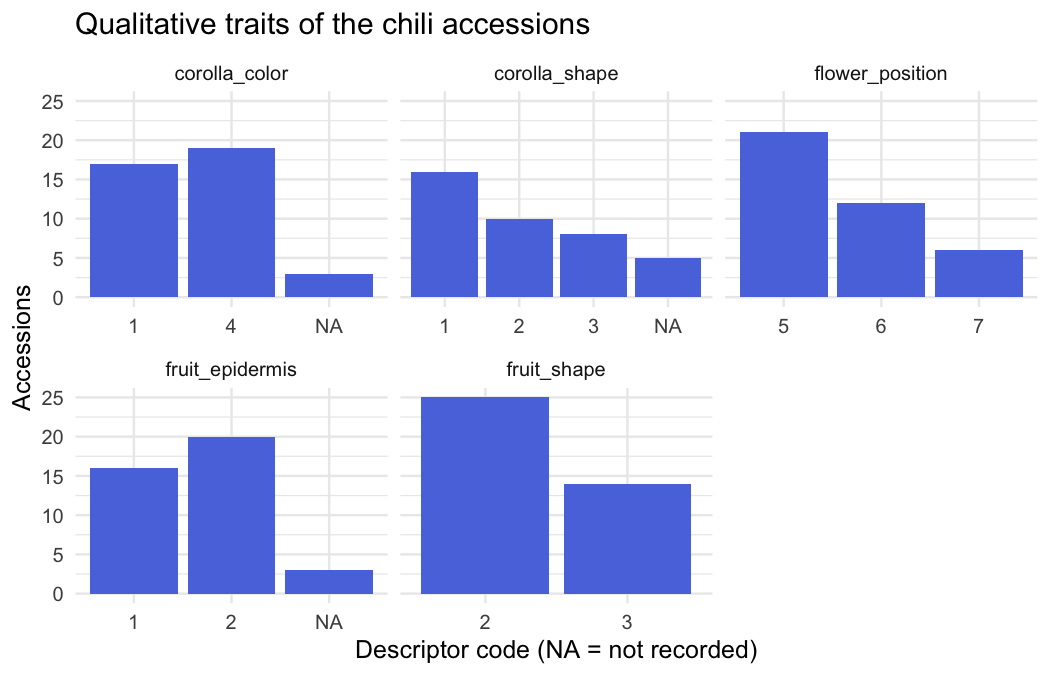 Qualitative traits of the chili accessions
corolla_color corolla_shape flower_position
25
20
15
10
5
0
1 4 NA 1 2 3 NA 5 6 7
Accessions
fruit_epidermis fruit_shape
25
20
15
10
5
0
1 2 NA 2 3
Descriptor code (NA = not recorded)